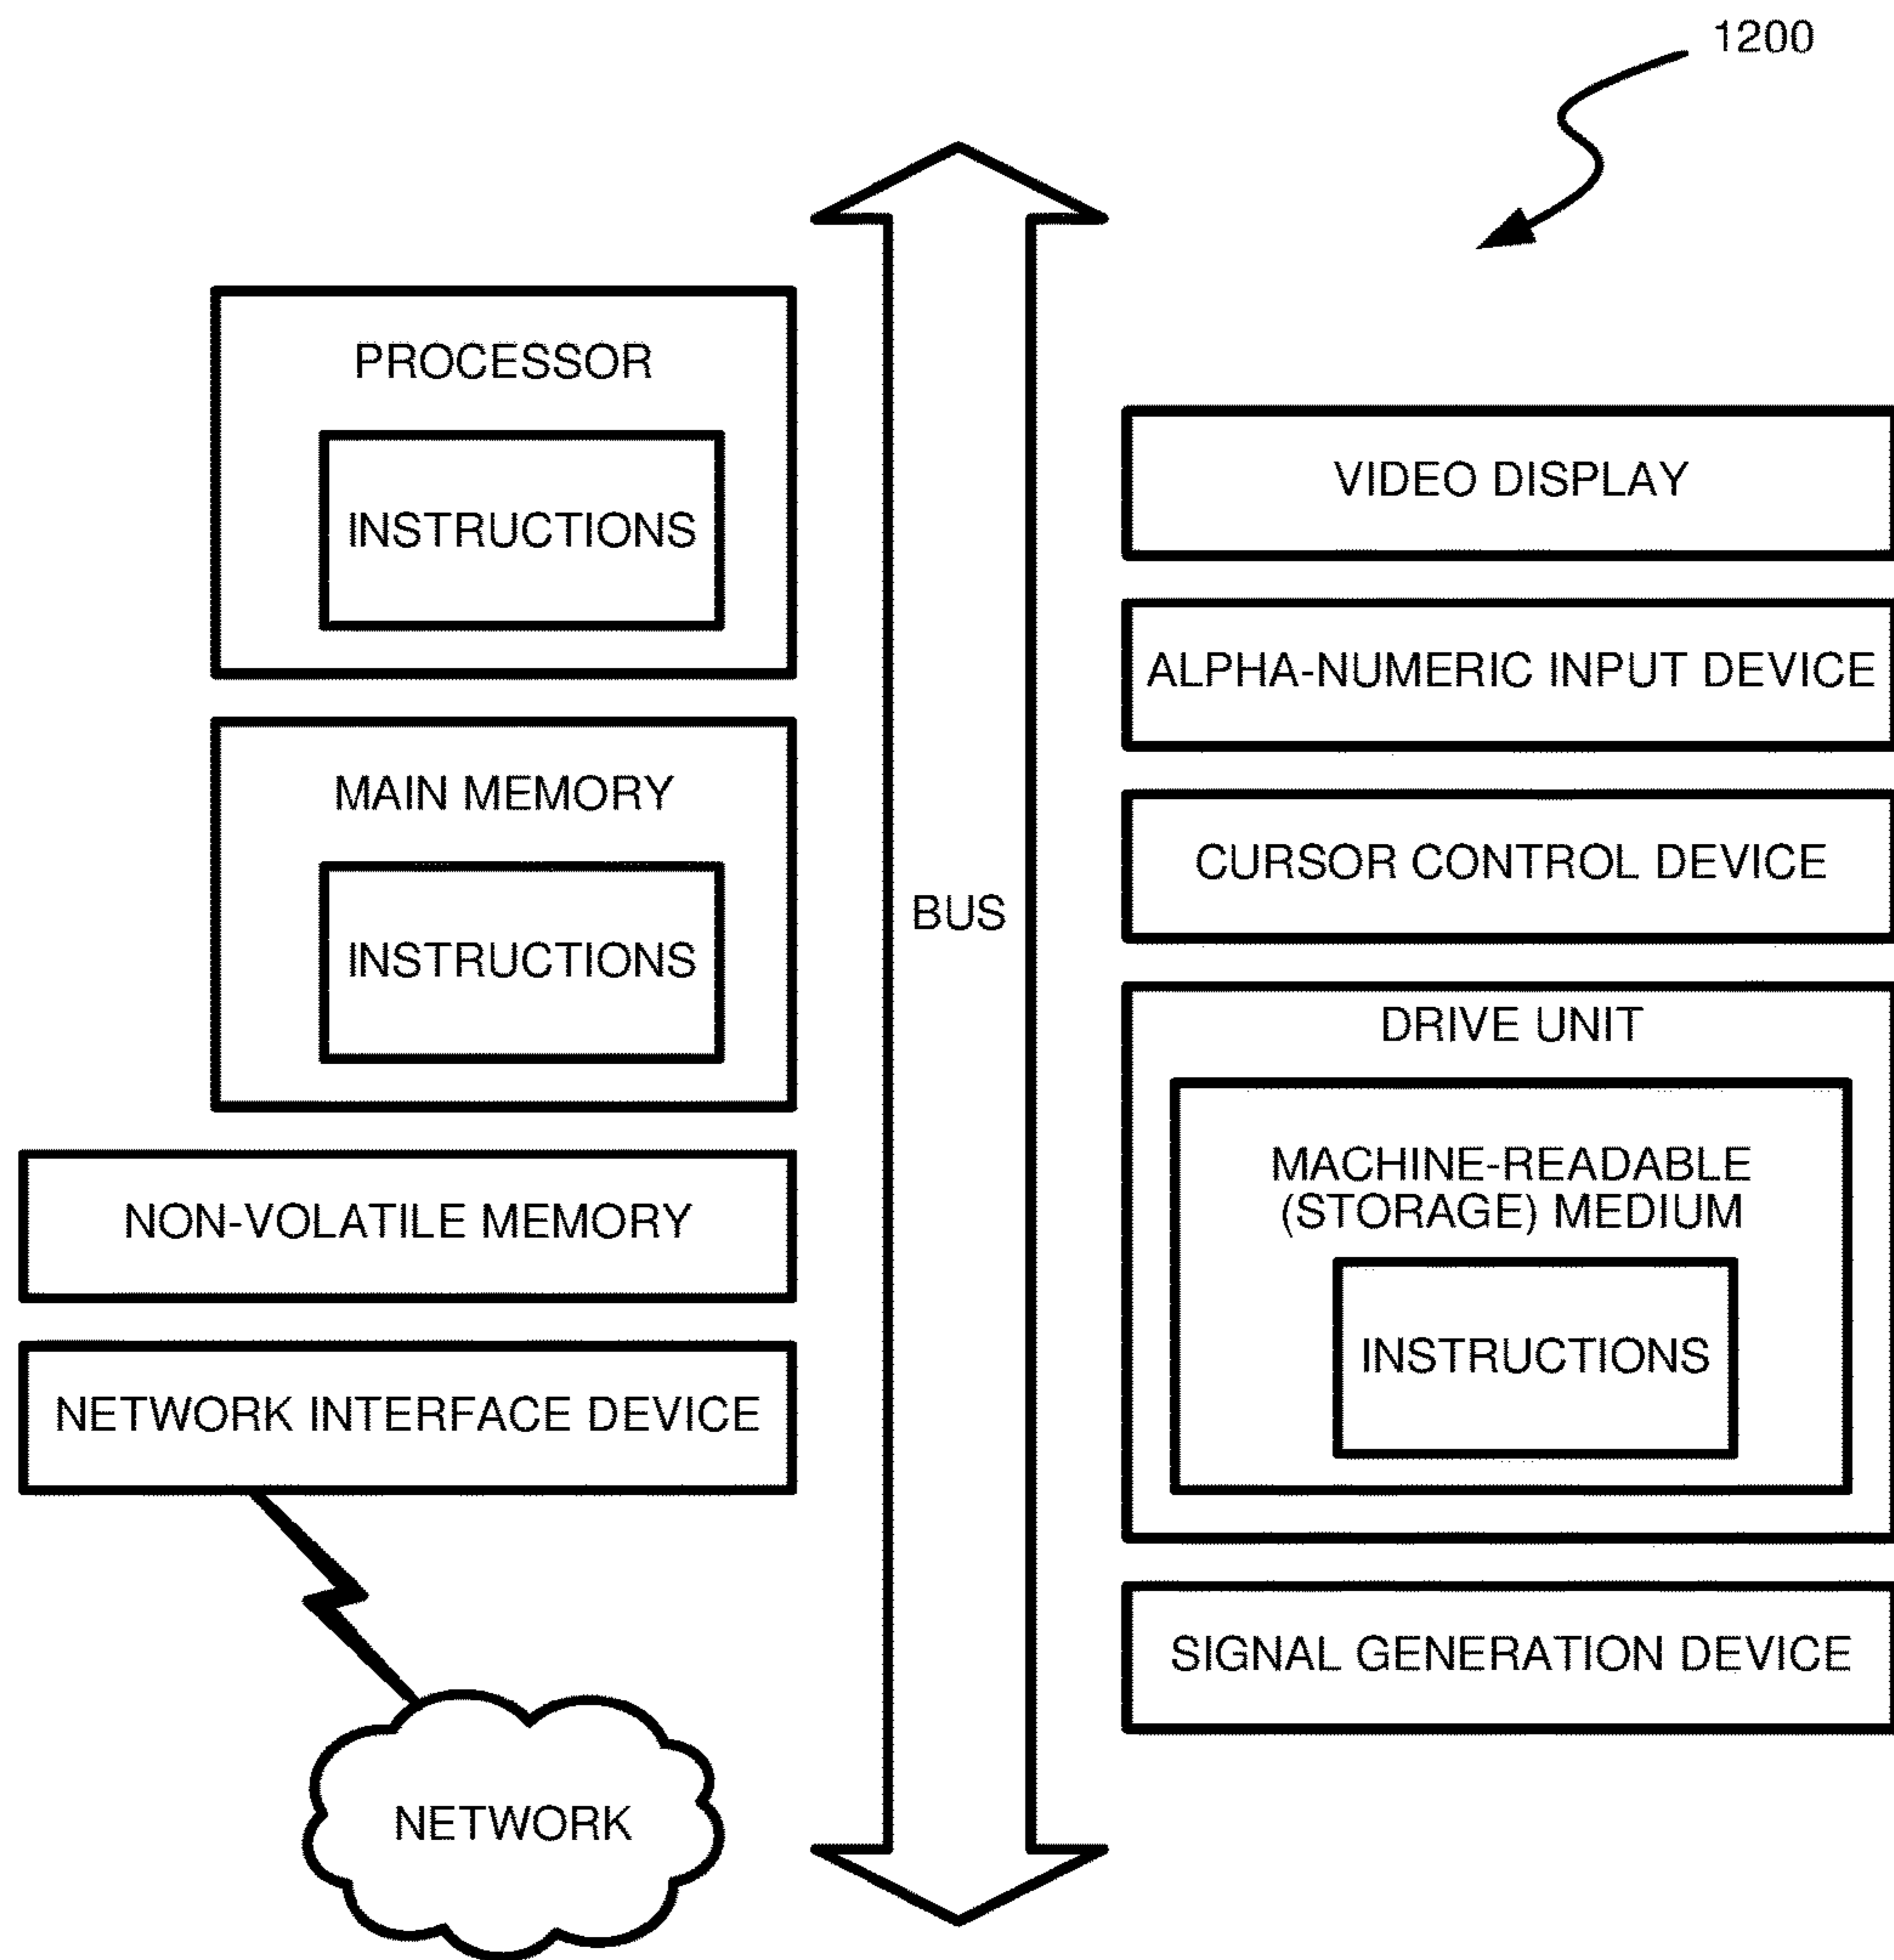 1200
PROCESSOR
INSTRUCTIONS
MAIN MEMORY
INSTRUCTIONS
NON-VOLATILE MEMORY
NETWORK INTERFACE DEVICE
NETWORK
BUS
VIDEO DISPLAY
ALPHA-NUMERIC INPUT DEVICE
CURSOR CONTROL DEVICE
DRIVE UNIT
MACHINE-READABLE
(STORAGE) MEDIUM
INSTRUCTIONS
SIGNAL GENERATION DEVICE